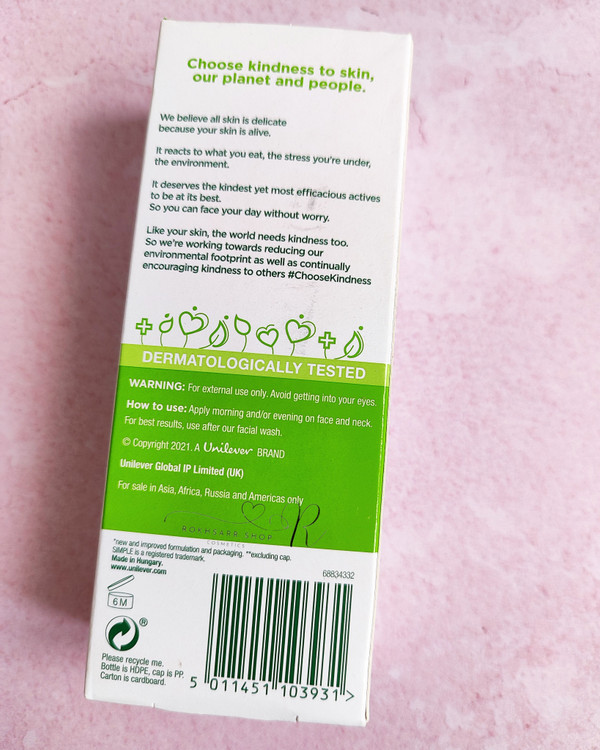 Choose kindness to skin,
our planet and people.
We believe all skin is delicate
because your skin is alive.
It reacts to what you eat, the stress you're under,
the environment.
It deserves the kindest yet most efficacious actives
to be at its best.
So you can face your day without worry.
Like your skin, the world needs kindness too.
So we're working towards reducing our
environmental footprint as well as continually
encouraging kindness to others #ChooseKindness
DERMATOLOGICALLY TESTED
WARNING: For external use only. Avoid getting into your eyes.
How to use: Apply morning and/or evening on face and neck.
For best results, use after our facial wash.
© Copyright 2021. A Unilever BRAND
Unilever Global IP Limited (UK)
For sale in Asia, Africa, Russia and Americas only
R
ROKHSARR SHOP
COSMETICS
*new and improved formulation and packaging. **excluding cap.
SIMPLE is a registered trademark.
Made in Hungary.
www.unilever.com
68834332
6M
®
Please recycle me.
Bottle is HDPE, cap is PP.
Carton is cardboard.
5 011451 103931 >